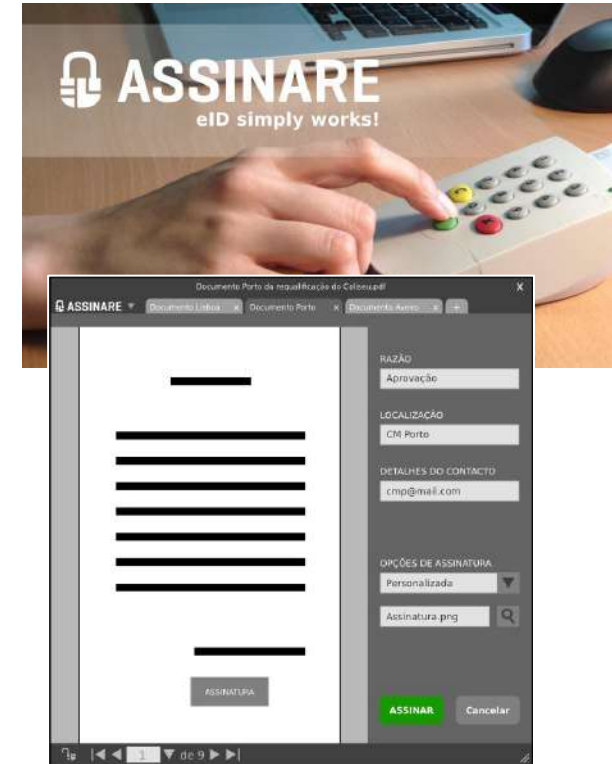 ASSINARE
eID simply works!
Documento Porto da requalificação do Coliseu.pdf x
ASSINARE Documento Lisboa x Documento Porto x Documento Aveiro x +
RAZÃO
Aprovação
LOCALIZAÇÃO
CM Porto
DETALHES DO CONTACTO
cmp@mail.com
OPÇÕES DE ASSINATURA
Personalizada
Assinatura.png
ASSINATURA
ASSINAR Cancelar
1 de 9